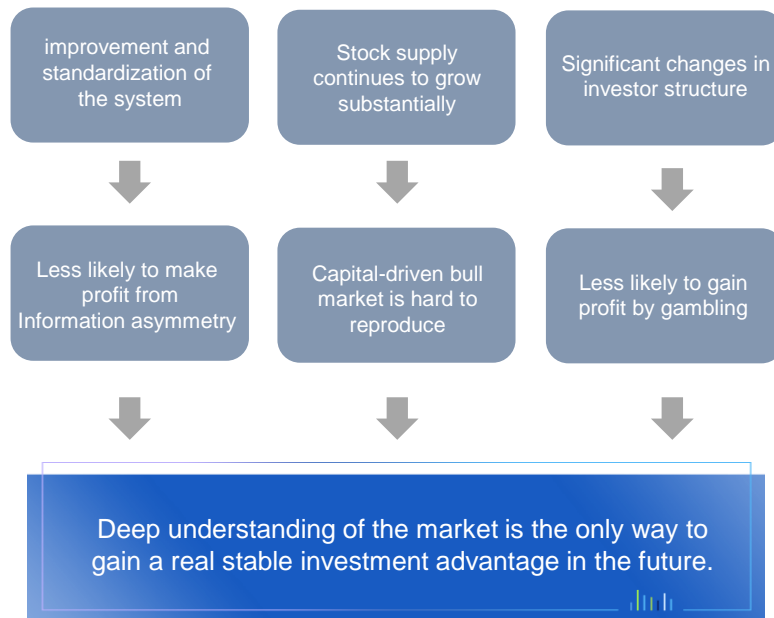 improvement and
standardization of
the system
Stock supply
continues to grow
substantially
Significant changes in
investor structure
Less likely to make
profit from
Information asymmetry
Capital-driven bull
market is hard to
reproduce
Less likely to gain
profit by gambling
Deep understanding of the market is the only way to
gain a real stable investment advantage in the future.